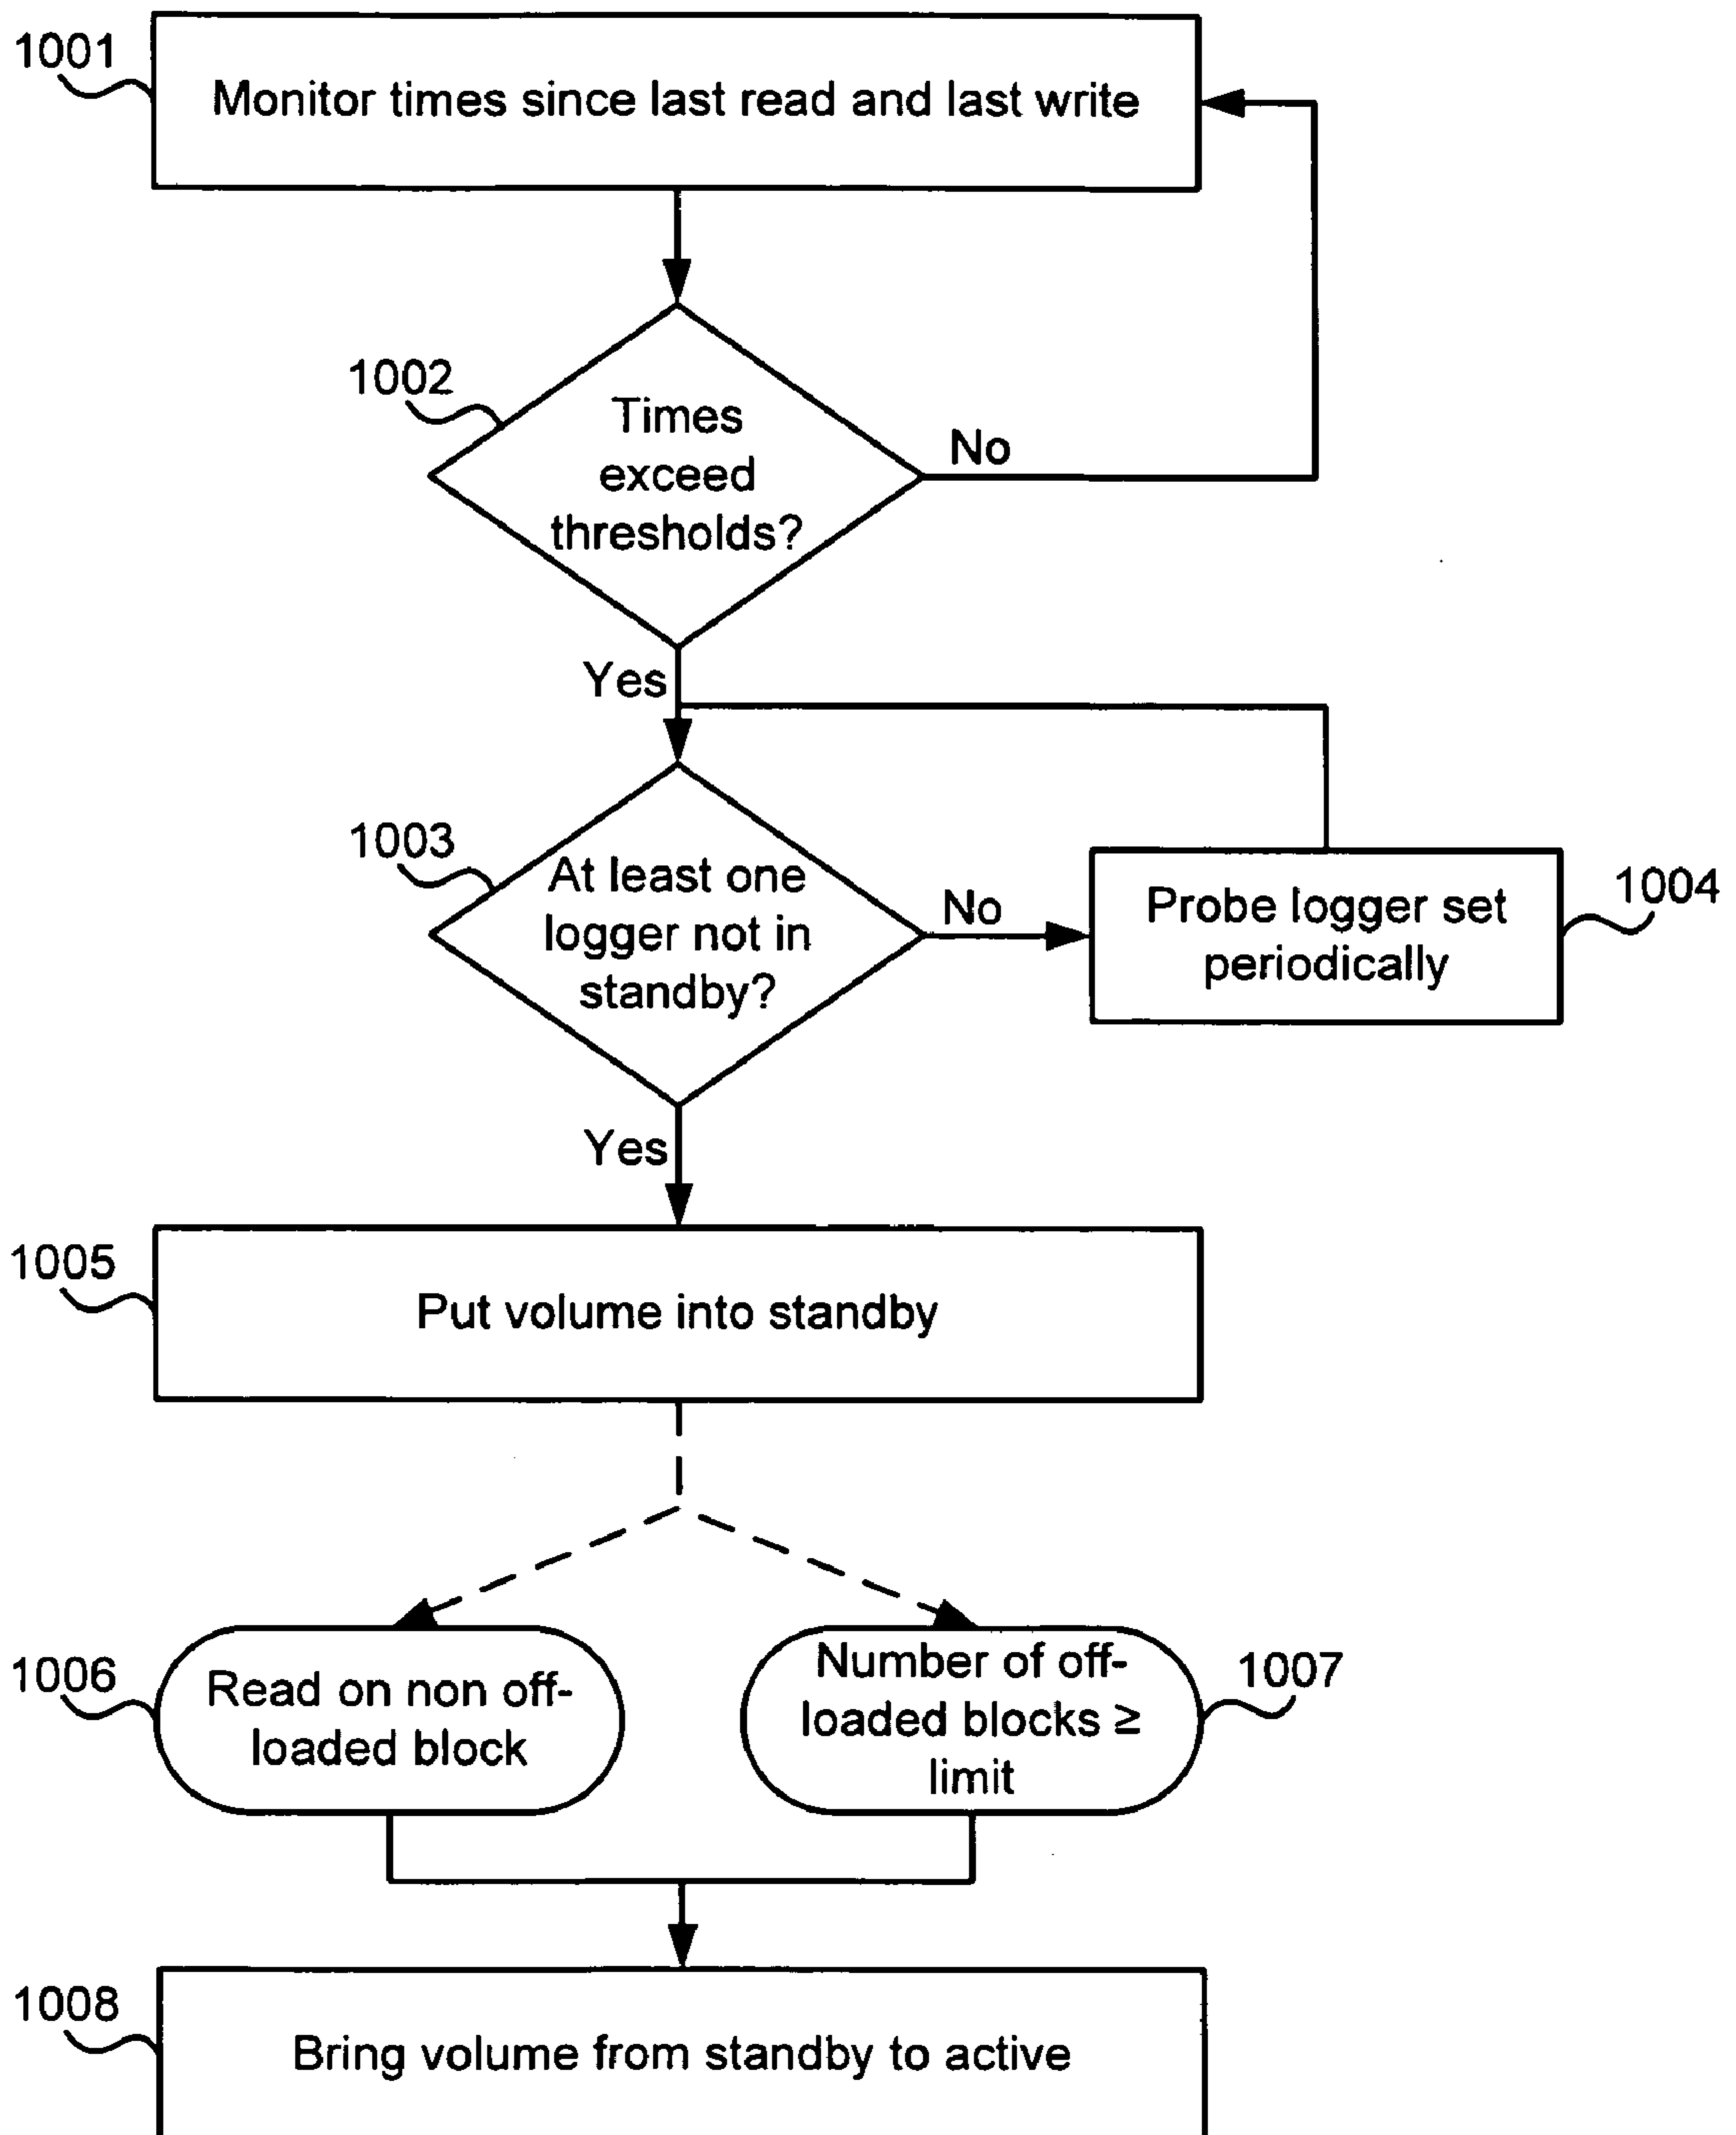 1001
Monitor times since last read and last write
1002
Times
exceed
thresholds?
No
Yes
1003
At least one
logger not in
standby?
No
Probe logger set
periodically
1004
Yes
1005
Put volume into standby
1006
Read on non off-
loaded block
Number of off-
loaded blocks ≥
limit
1007
1008
Bring volume from standby to active